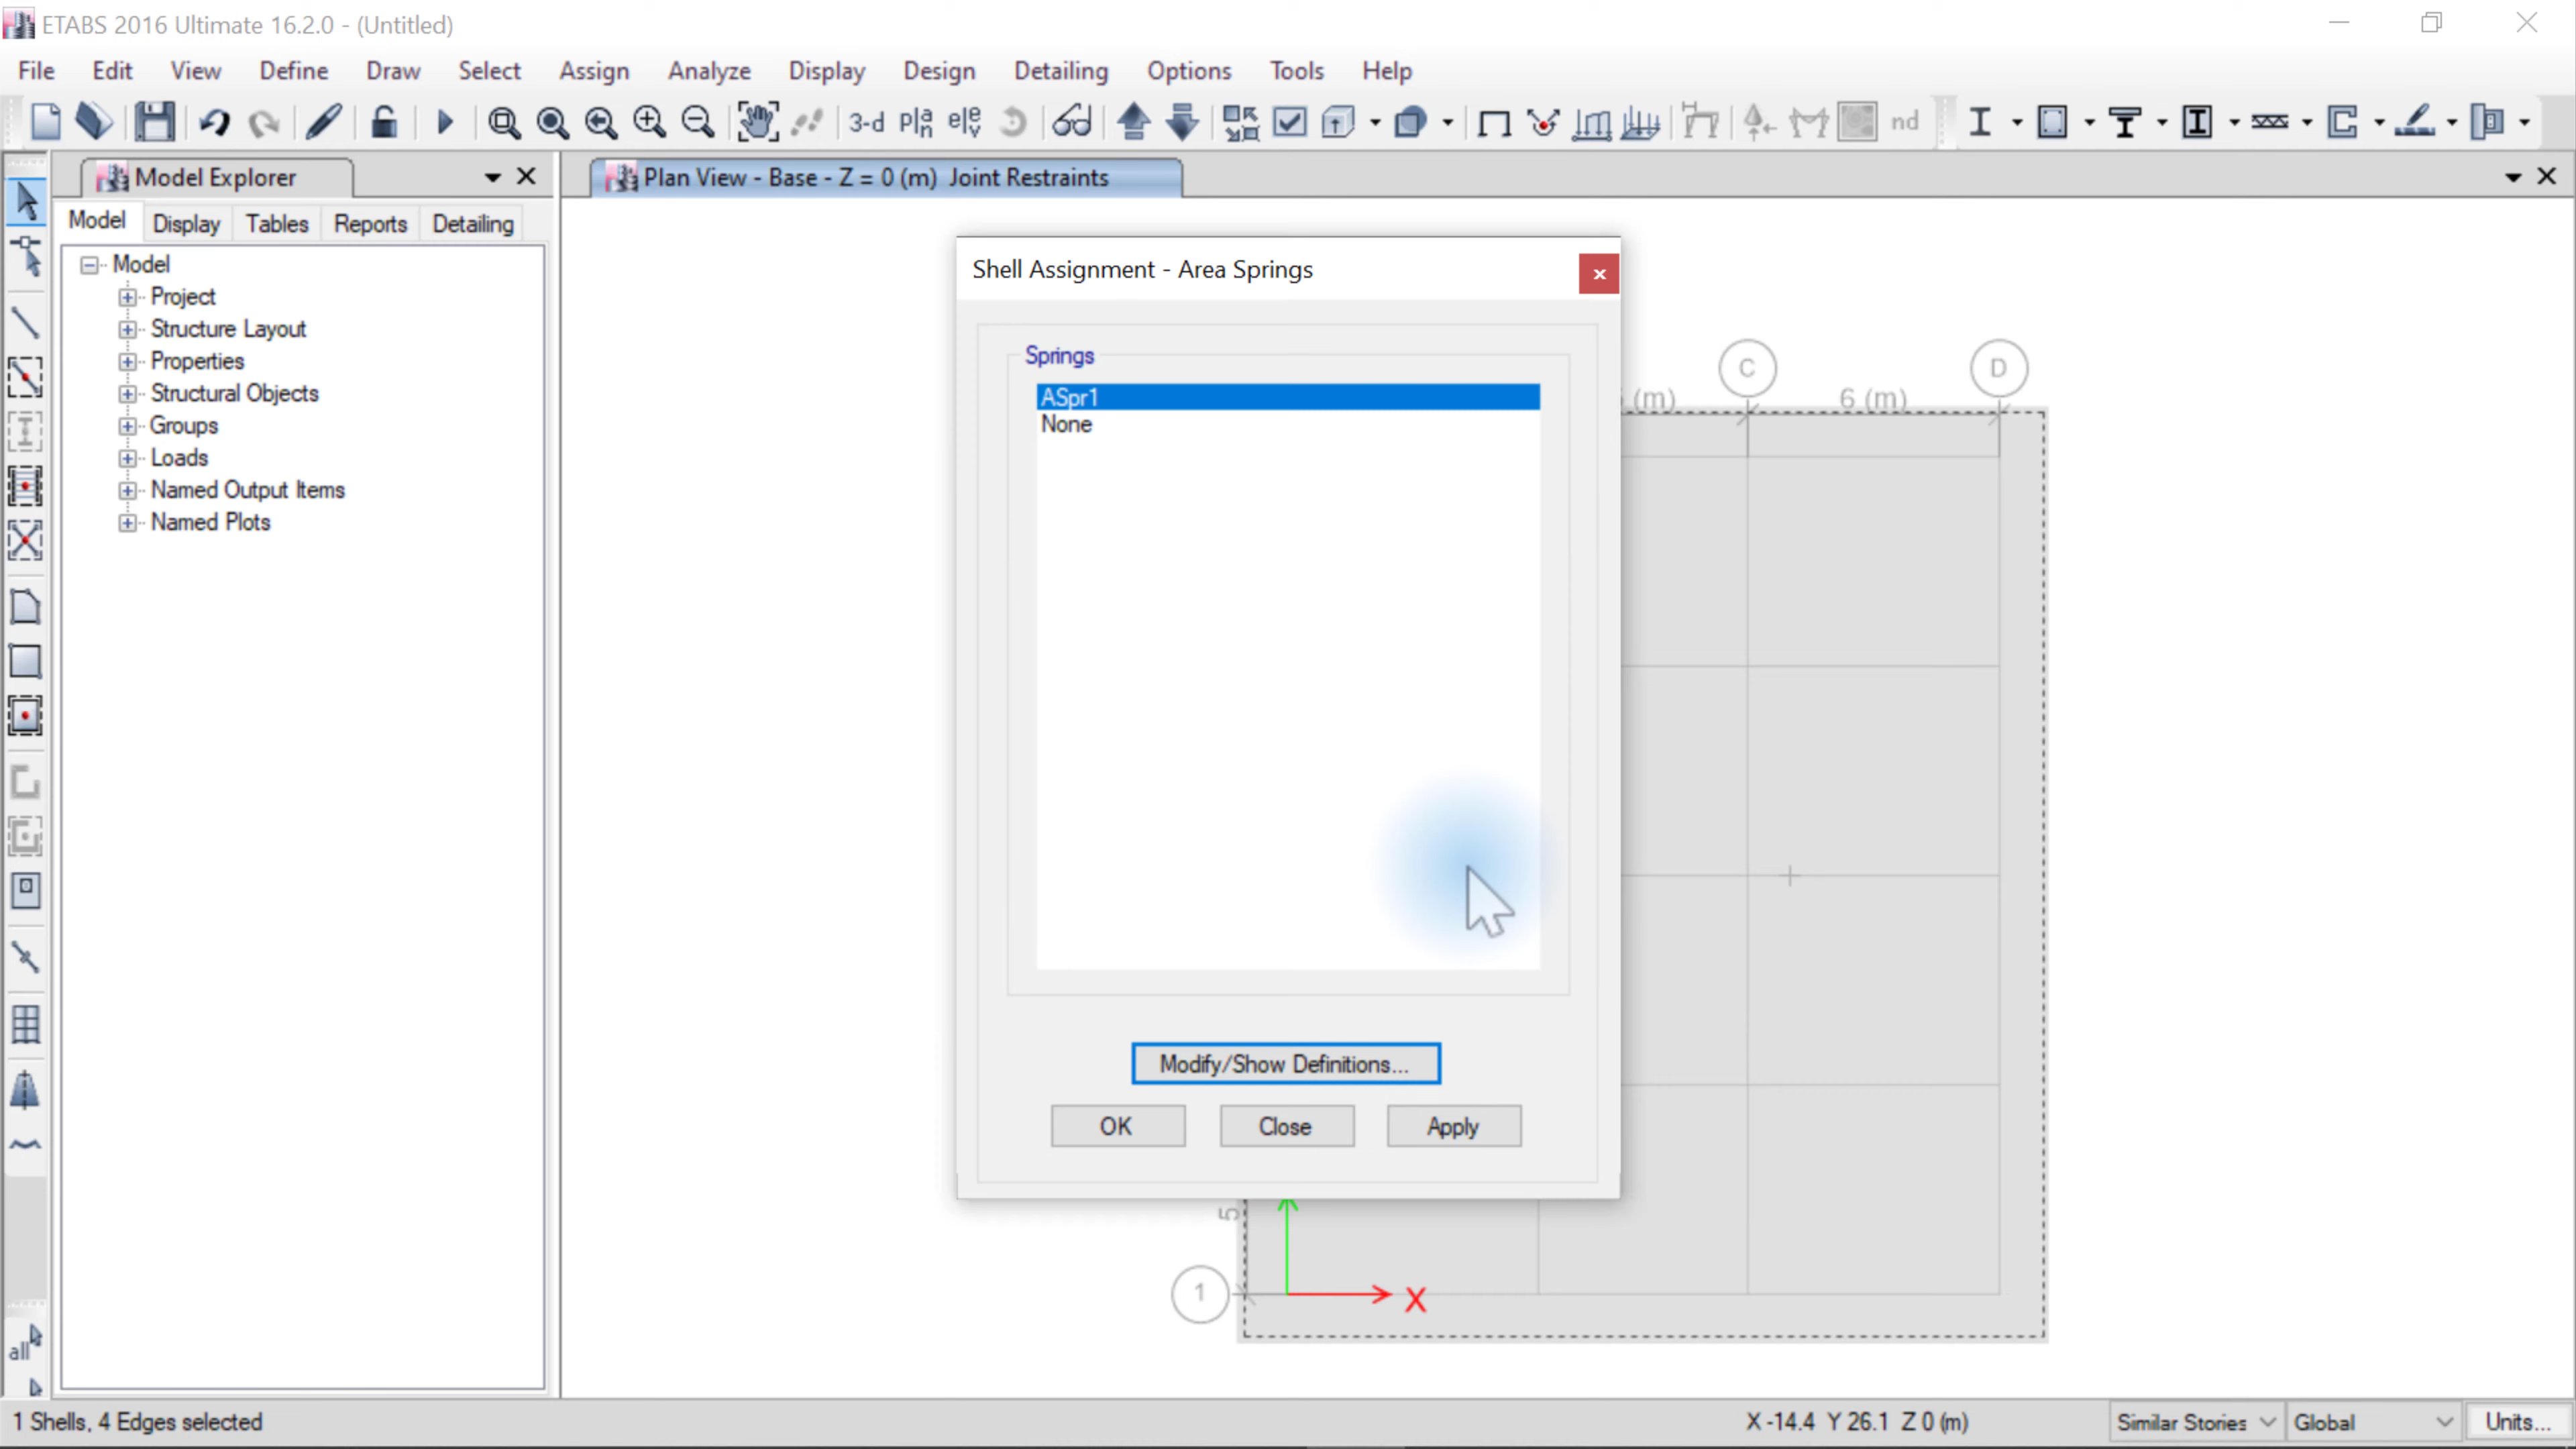 ETABS 2016 Ultimate 16.2.0 - (Untitled)
File Edit View Define Draw Select Assign Analyze Display Design Detailing Options Tools Help
3-d pla n ele v nd
Model Explorer
Plan View - Base - Z = 0 (m) Joint Restraints
Model Display Tables Reports Detailing
Model
Project
Structure Layout
Properties
Structural Objects
Groups
Loads
Named Output Items
Named Plots
Shell Assignment - Area Springs
Springs
ASpr1
None
Modify/Show Definitions...
OK Close Apply
C D
(m) 6 (m)
5
1
X
all
1 Shells, 4 Edges selected
X -14.4 Y 26.1 Z 0 (m)
Similar Stories
Global
Units...